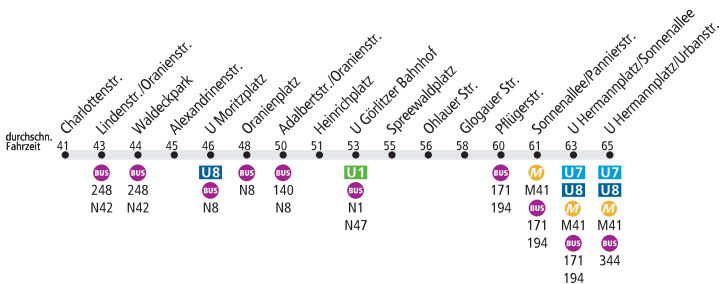 Charlottenstr.
Lindenstr./Oranienstr.
Waldeckpark
Alexandrinenstr.
U Moritzplatz
Oranienplatz
Adalbertstr./Oranienstr.
Heinrichplatz
U Görlitzer Bahnhof
Spreewaldplatz
Ohlauer Str.
Glogauer Str.
Pflügerstr.
Sonnenallee/Pannierstr.
U Hermannplatz/Sonnenallee
U Hermannplatz/Urbanstr.
durchschn.
Fahrzeit 41 43 44 45 46 48 50 51 53 55 56 58 60 61 63 65
BUS BUS U8 BUS BUS U1 BUS M U7 U7
248 248 BUS N8 140 BUS 171 M41 U8 U8
N42 N42 N8 N8 N1 194 BUS M M
N47 171 M41 M41
194 BUS BUS
171 344
194